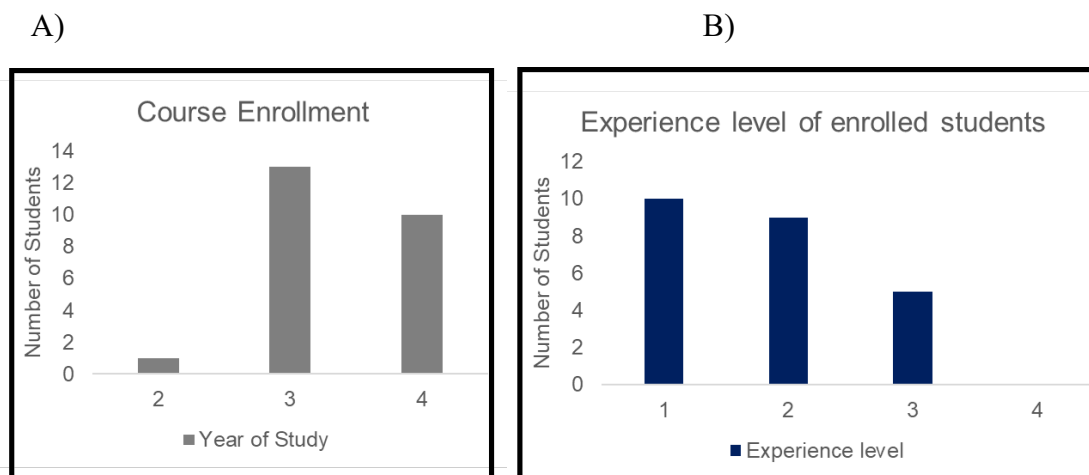 A)
B)
Course Enrollment
Number of Students
14
12
10
8
6
4
2
0
2 3 4
Year of Study
Experience level of enrolled students
Number of Students
12
10
8
6
4
2
0
1 2 3 4
Experience level